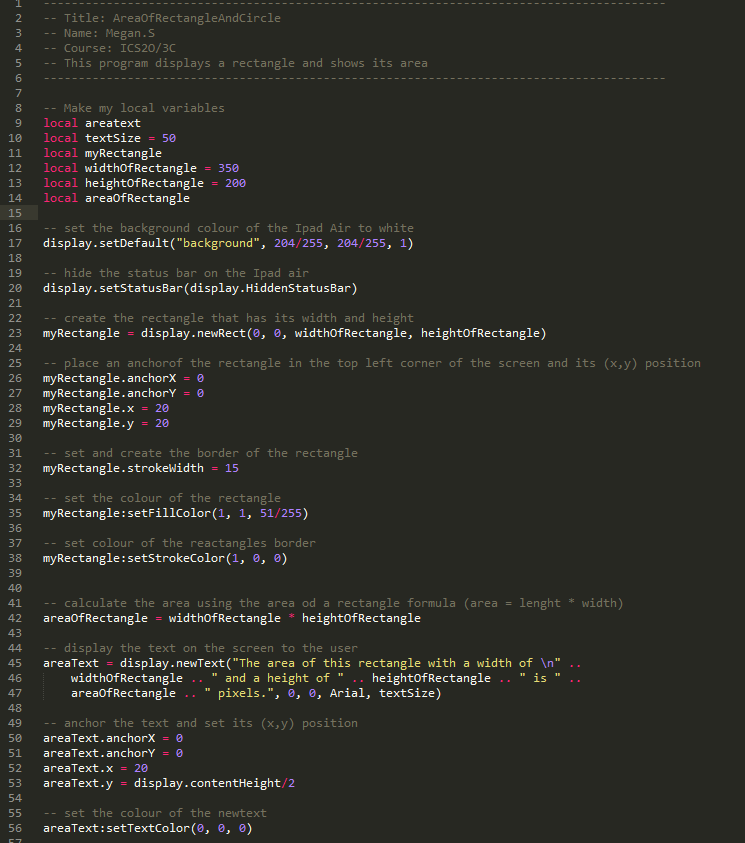 1 -----------------------------------------------------------------------------------------
2 -- Title: AreaOfRectangleAndCircle
3 -- Name: Megan.S
4 -- Course: ICS2O/3C
5 -- This program displays a rectangle and shows its area
6 -----------------------------------------------------------------------------------------
7
8 -- Make my local variables
9 local areatext
10 local textSize = 50
11 local myRectangle
12 local widthOfRectangle = 350
13 local heightOfRectangle = 200
14 local areaOfRectangle
15
16 -- set the background colour of the Ipad Air to white
17 display.setDefault("background", 204/255, 204/255, 1)
18
19 -- hide the status bar on the Ipad air
20 display.setStatusBar(display.HiddenStatusBar)
21
22 -- create the rectangle that has its width and height
23 myRectangle = display.newRect(0, 0, widthOfRectangle, heightOfRectangle)
24
25 -- place an anchorof the rectangle in the top left corner of the screen and its (x,y) position
26 myRectangle.anchorX = 0
27 myRectangle.anchorY = 0
28 myRectangle.x = 20
29 myRectangle.y = 20
30
31 -- set and create the border of the rectangle
32 myRectangle.strokeWidth = 15
33
34 -- set the colour of the rectangle
35 myRectangle:setFillColor(1, 1, 51/255)
36
37 -- set colour of the reactangles border
38 myRectangle:setStrokeColor(1, 0, 0)
39
40
41 -- calculate the area using the area od a rectangle formula (area = lenght * width)
42 areaOfRectangle = widthOfRectangle * heightOfRectangle
43
44 -- display the text on the screen to the user
45 areaText = display.newText("The area of this rectangle with a width of \n" ..
46 widthOfRectangle .. " and a height of " .. heightOfRectangle .. " is " ..
47 areaOfRectangle .. " pixels.", 0, 0, Arial, textSize)
48
49 -- anchor the text and set its (x,y) position
50 areaText.anchorX = 0
51 areaText.anchorY = 0
52 areaText.x = 20
53 areaText.y = display.contentHeight/2
54
55 -- set the colour of the newtext
56 areaText:setTextColor(0, 0, 0)
57